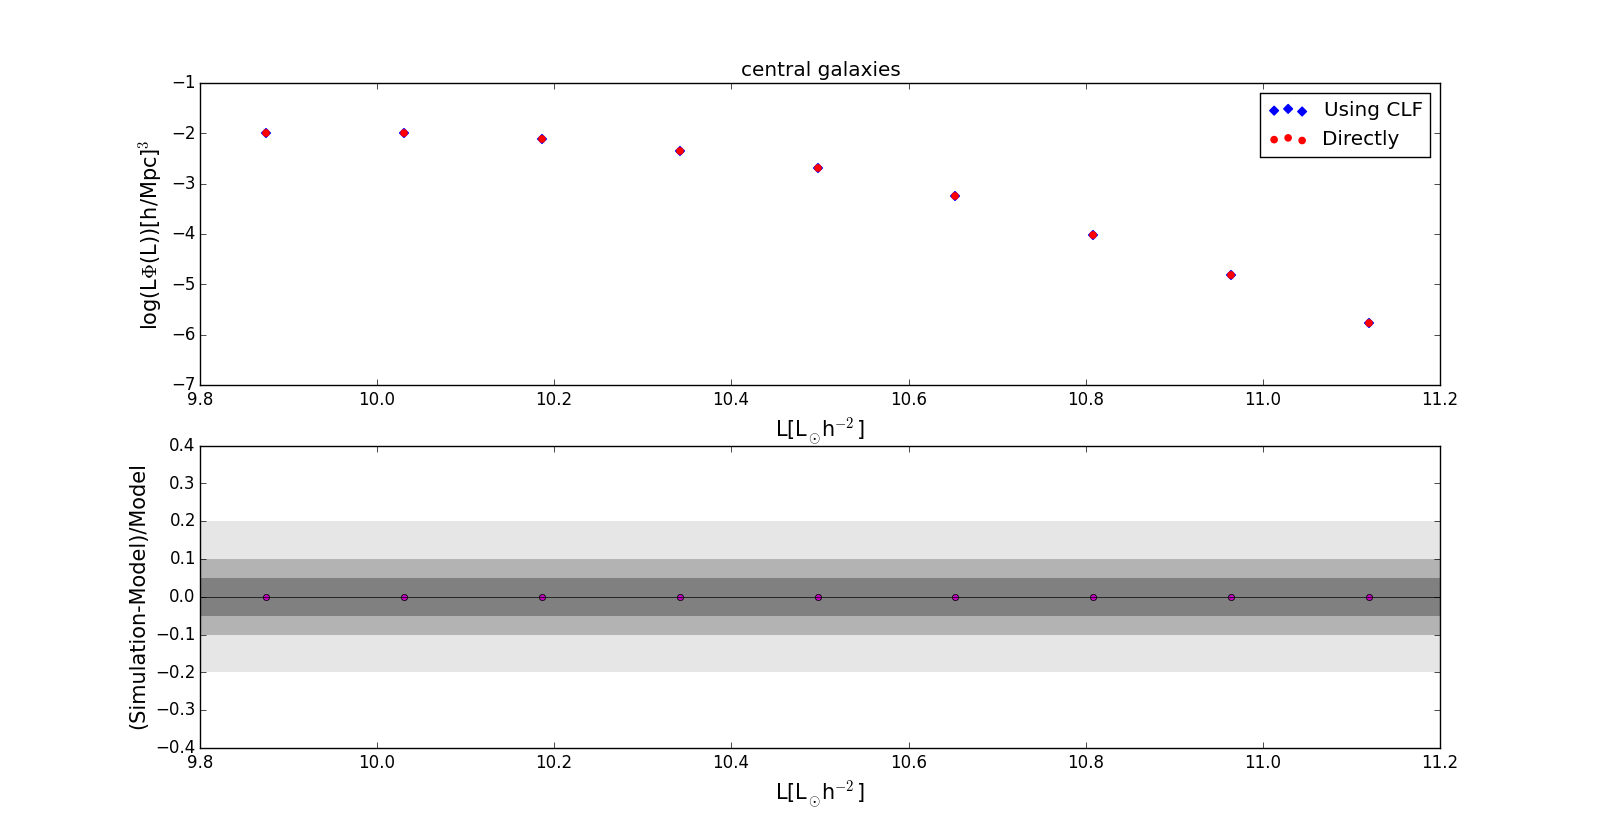 central galaxies
log(LΦ(L))[h/Mpc]³
−1
−2
−3
−4
−5
−6
−7
Using CLF
Directly
9.8 10.0 10.2 10.4 10.6 10.8 11.0 11.2
L[L☉h⁻²]
(Simulation-Model)/Model
0.4
0.3
0.2
0.1
0.0
−0.1
−0.2
−0.3
−0.4
9.8 10.0 10.2 10.4 10.6 10.8 11.0 11.2
L[L☉h⁻²]